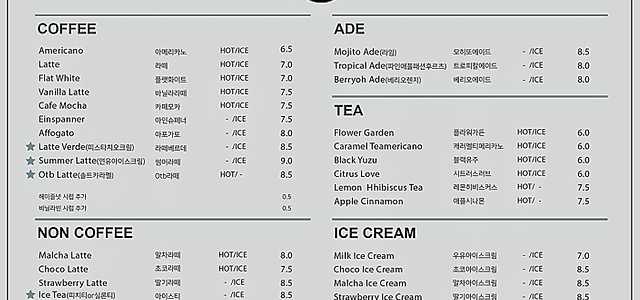 COFFEE
Americano 아메리카노 HOT/ICE 6.5
Latte 라떼 HOT/ICE 7.0
Flat White 플랫화이트 HOT/ICE 7.0
Vanilla Latte 바닐라라떼 HOT/ICE 7.5
Cafe Mocha 카페모카 HOT/ICE 7.5
Einspanner 아인슈페너 - /ICE 7.5
Affogato 아포가토 - /ICE 8.0
Latte Verde(피스타치오크림) 라떼베르데 - /ICE 8.5
Summer Latte(연유아이스크림) 썸머라떼 - /ICE 9.0
Otb Latte(솔트카라멜) Otb라떼 HOT/ - 8.5
헤이즐넛 시럽 추가 0.5
바닐라빈 시럽 추가 0.5
NON COFFEE
Malcha Latte 말차라떼 HOT/ICE 8.0
Choco Latte 초코라떼 HOT/ICE 7.5
Strawberry Latte 딸기라떼 - /ICE 8.5
Ice Tea(피치티or실론티) 아이스티 - /ICE 8.5
ADE
Mojito Ade(라임) 모히또에이드 - /ICE 8.5
Tropical Ade(파인애플패션후르츠) 트로피칼에이드 - /ICE 8.5
Berryoh Ade(베리오렌지) 베리오에이드 - /ICE 8.5
TEA
Flower Garden 플라워가든 HOT/ICE 6.0
Caramel Teamericano 캐러멜티메리카노 HOT/ICE 6.0
Black Yuzu 블랙유주 HOT/ICE 6.0
Citrus Love 시트러스러브 HOT/ICE 6.0
Lemon Hhibiscus Tea 레몬히비스커스 HOT/ - 7.5
Apple Cinnamon 애플시나몬 HOT/ - 7.5
ICE CREAM
Milk Ice Cream 우유아이스크림 - /ICE 7.0
Choco Ice Cream 초코아이스크림 - /ICE 8.5
Malcha Ice Cream 말차아이스크림 - /ICE 8.5
Strawberry Ice Cream 딸기아이스크림 - /ICE 8.5